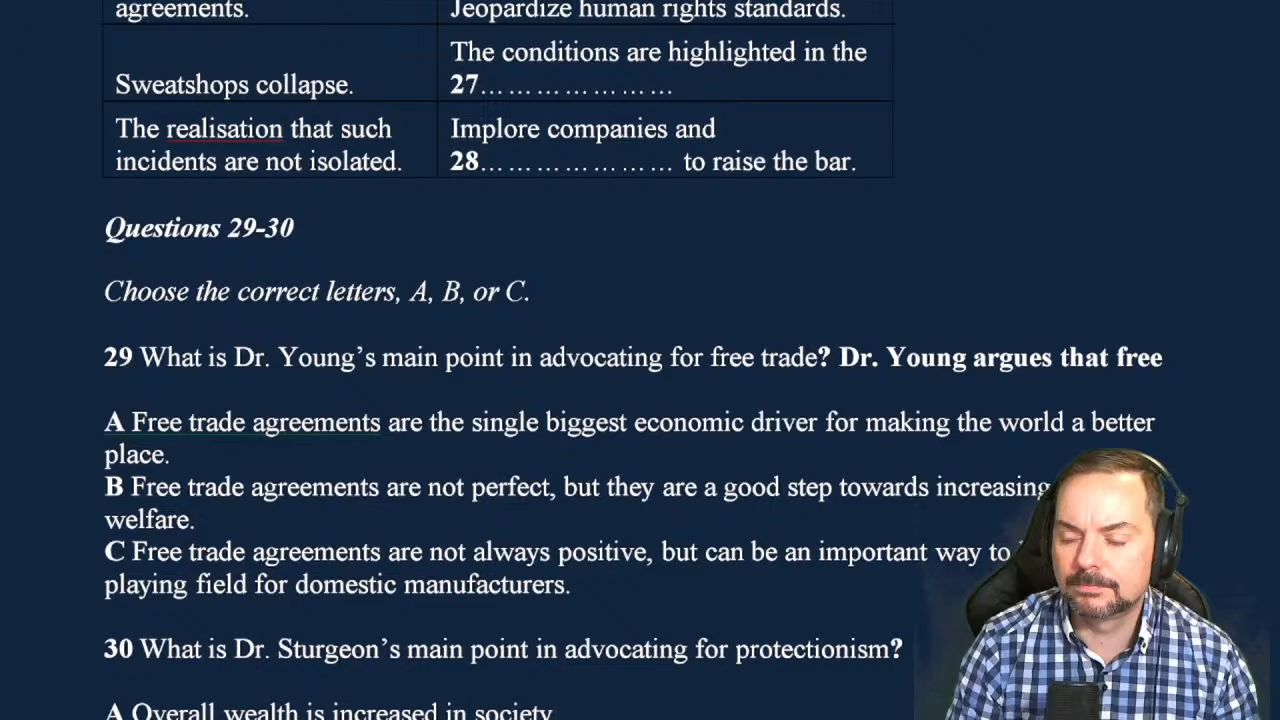 agreements. Jeopardize human rights standards.
The conditions are highlighted in the
Sweatshops collapse. 27…………………
The realisation that such Implore companies and
incidents are not isolated. 28………………… to raise the bar.
Questions 29-30
Choose the correct letters, A, B, or C.
29 What is Dr. Young’s main point in advocating for free trade? Dr. Young argues that free
A Free trade agreements are the single biggest economic driver for making the world a better
place.
B Free trade agreements are not perfect, but they are a good step towards increasing
welfare.
C Free trade agreements are not always positive, but can be an important way to
playing field for domestic manufacturers.
30 What is Dr. Sturgeon’s main point in advocating for protectionism?
A Overall wealth is increased in society